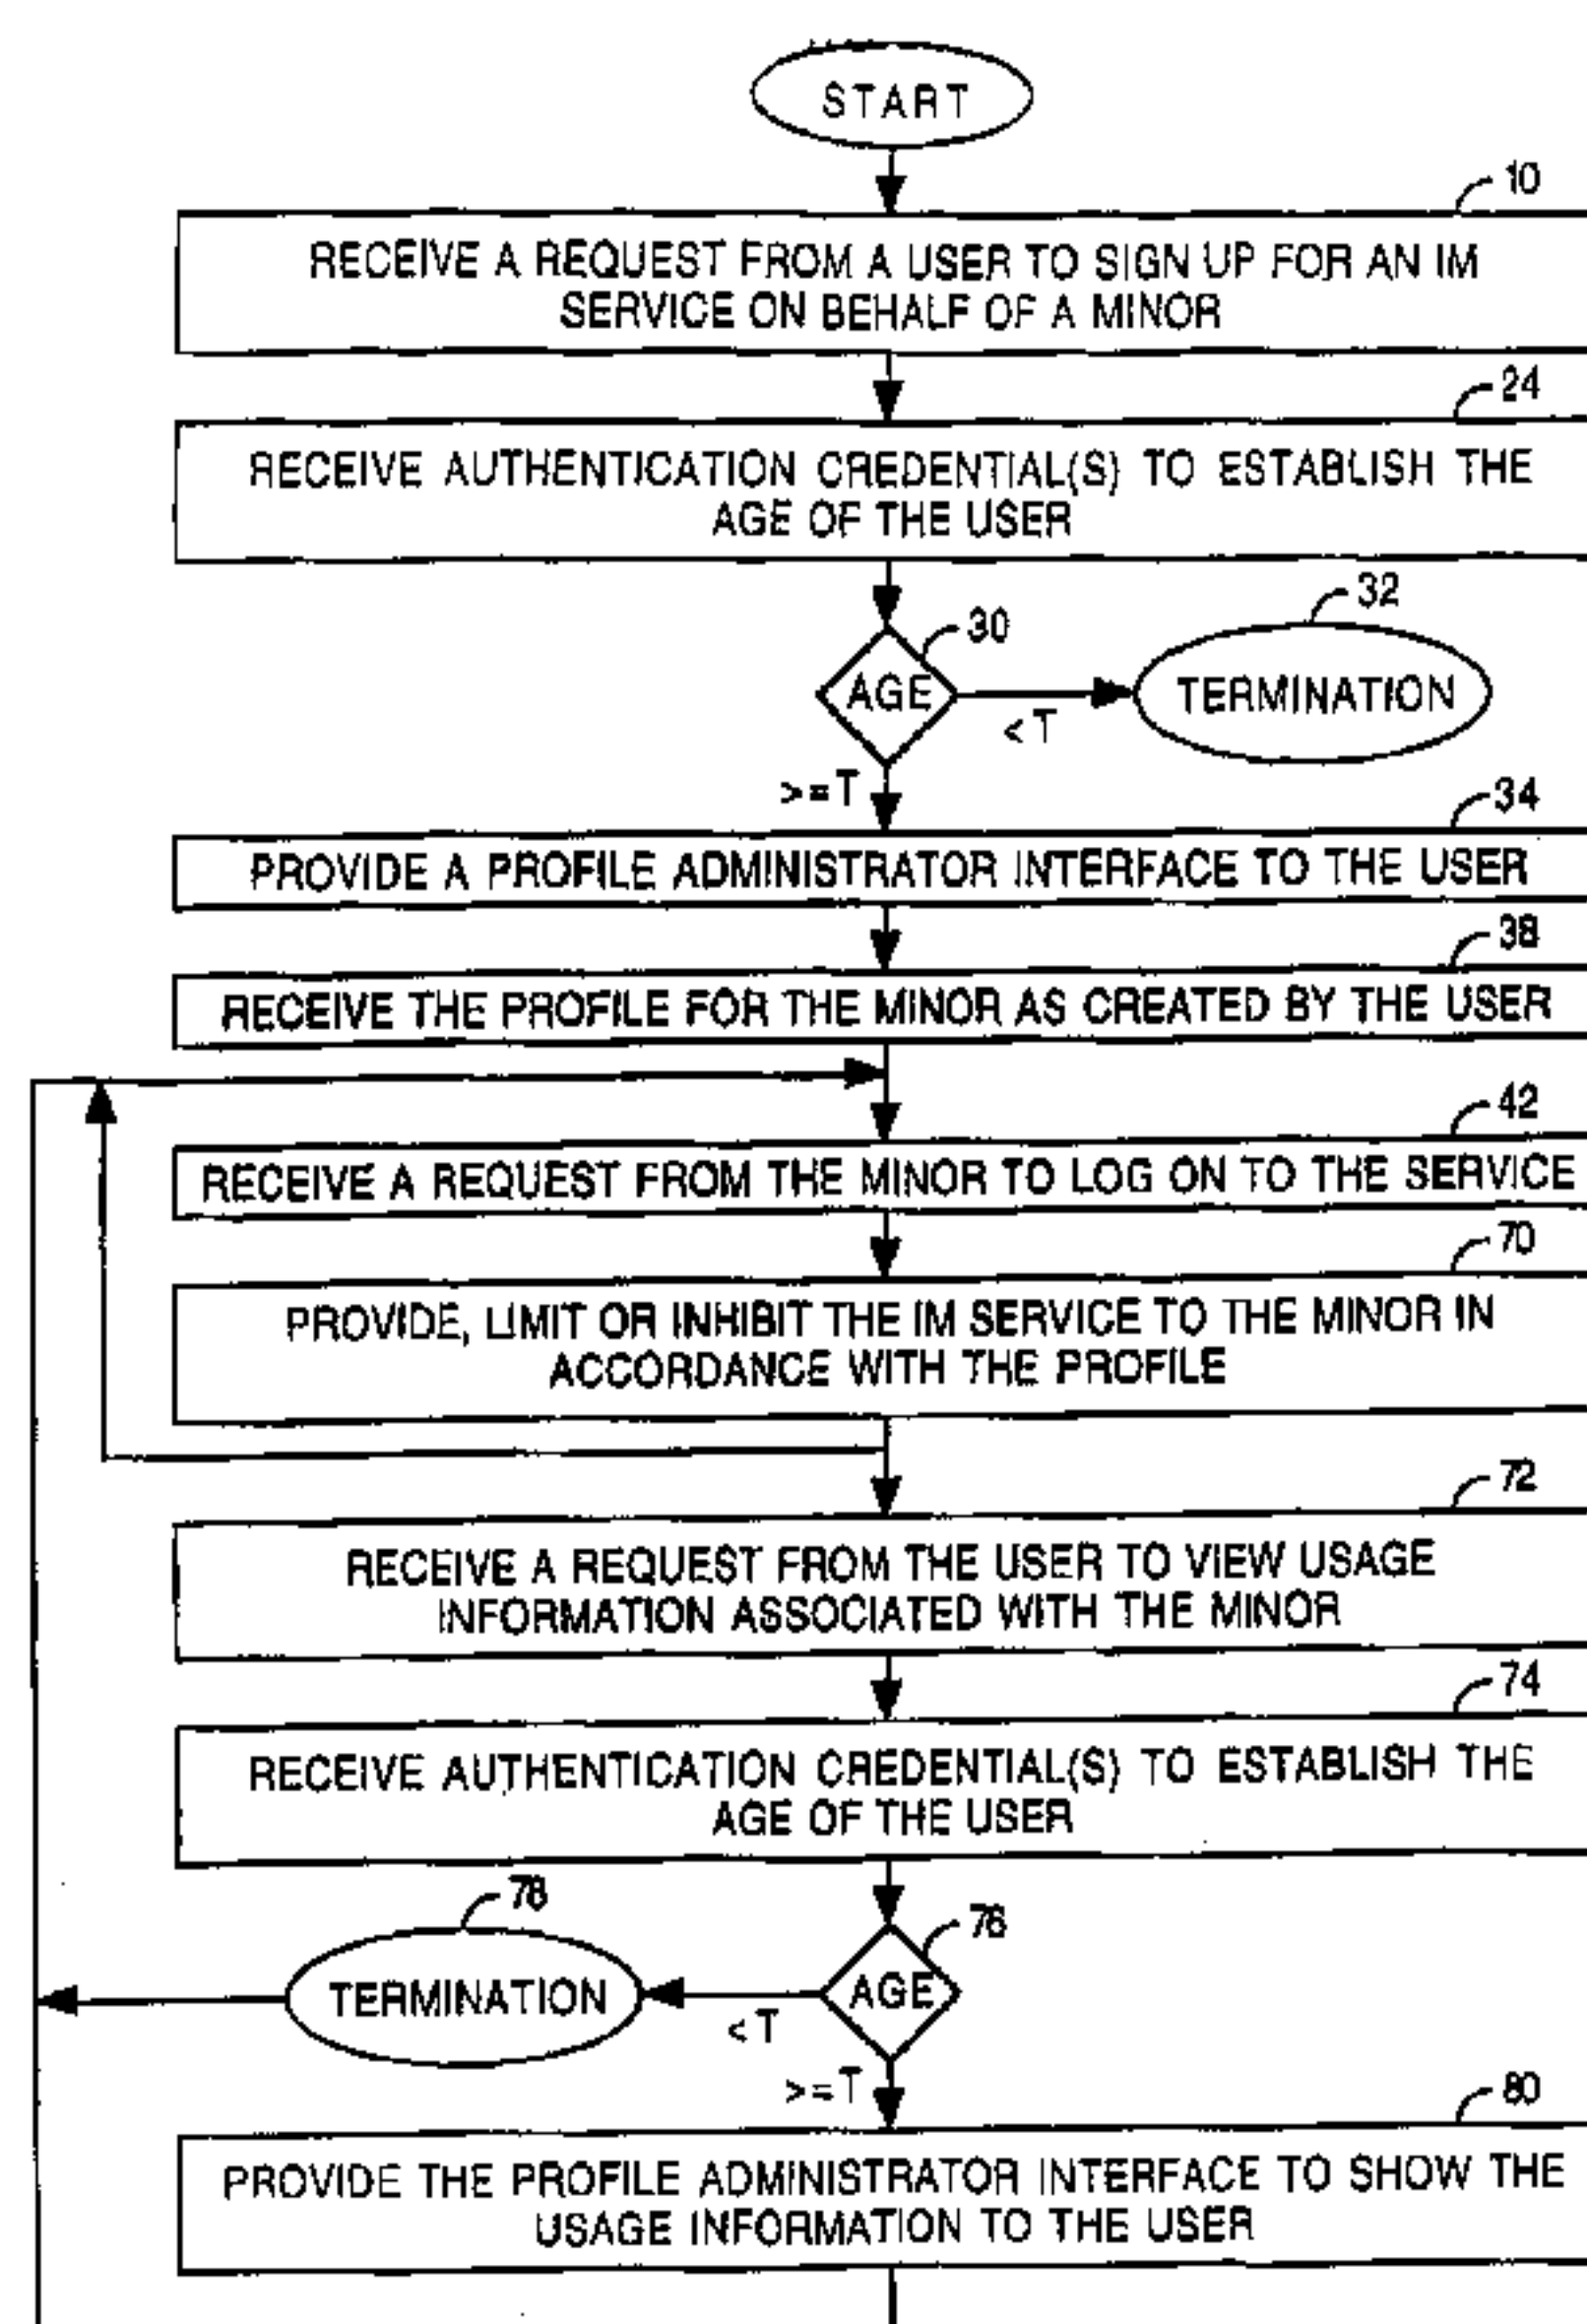 START
10
RECEIVE A REQUEST FROM A USER TO SIGN UP FOR AN IM
SERVICE ON BEHALF OF A MINOR
24
RECEIVE AUTHENTICATION CREDENTIAL(S) TO ESTABLISH THE
AGE OF THE USER
30
32
AGE
TERMINATION
< T
>=T
34
PROVIDE A PROFILE ADMINISTRATOR INTERFACE TO THE USER
38
RECEIVE THE PROFILE FOR THE MINOR AS CREATED BY THE USER
42
RECEIVE A REQUEST FROM THE MINOR TO LOG ON TO THE SERVICE
70
PROVIDE, LIMIT OR INHIBIT THE IM SERVICE TO THE MINOR IN
ACCORDANCE WITH THE PROFILE
72
RECEIVE A REQUEST FROM THE USER TO VIEW USAGE
INFORMATION ASSOCIATED WITH THE MINOR
74
RECEIVE AUTHENTICATION CREDENTIAL(S) TO ESTABLISH THE
AGE OF THE USER
78
76
TERMINATION
AGE
< T
>=T
80
PROVIDE THE PROFILE ADMINISTRATOR INTERFACE TO SHOW THE
USAGE INFORMATION TO THE USER